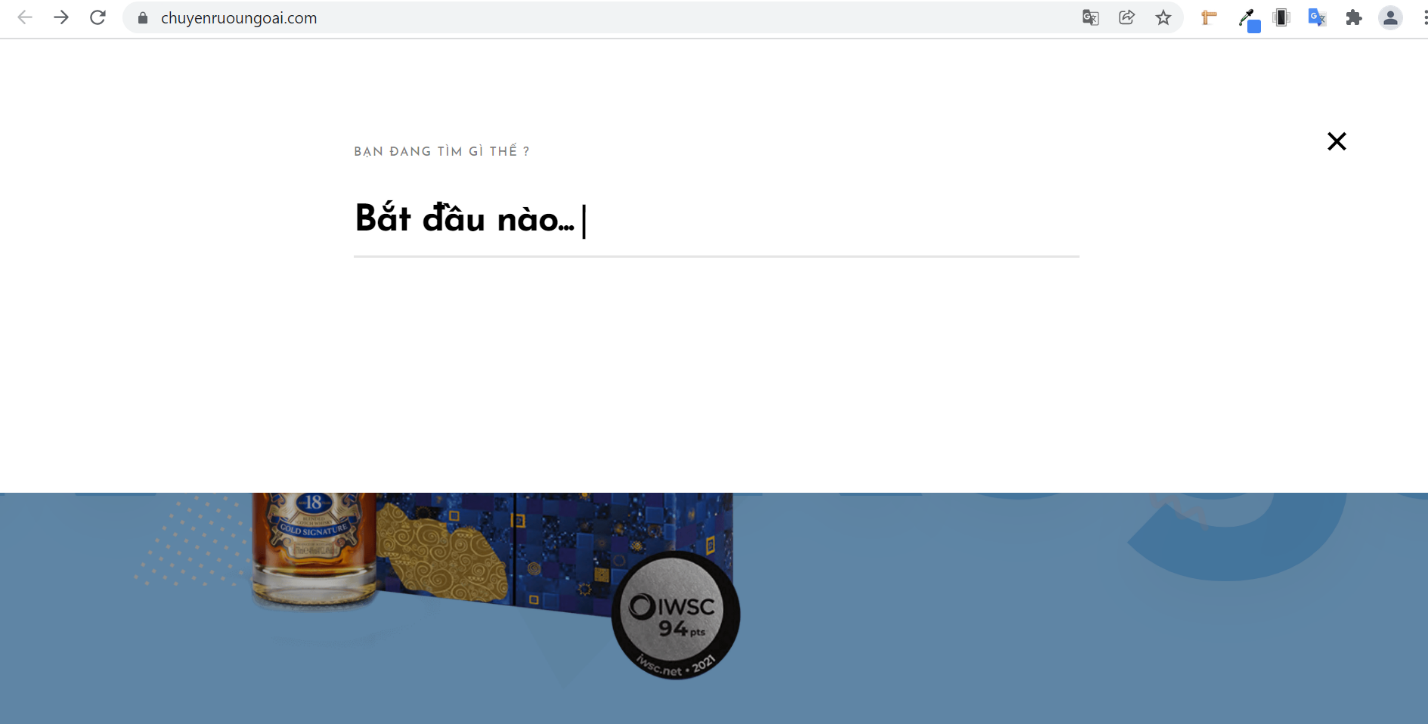 chuyenruoungoai.com
BẠN ĐANG TÌM GÌ THẾ ?
Bắt đầu nào...
18
GOLD SIGNATURE
IWSC
94 pts
iwsc.net • 2021